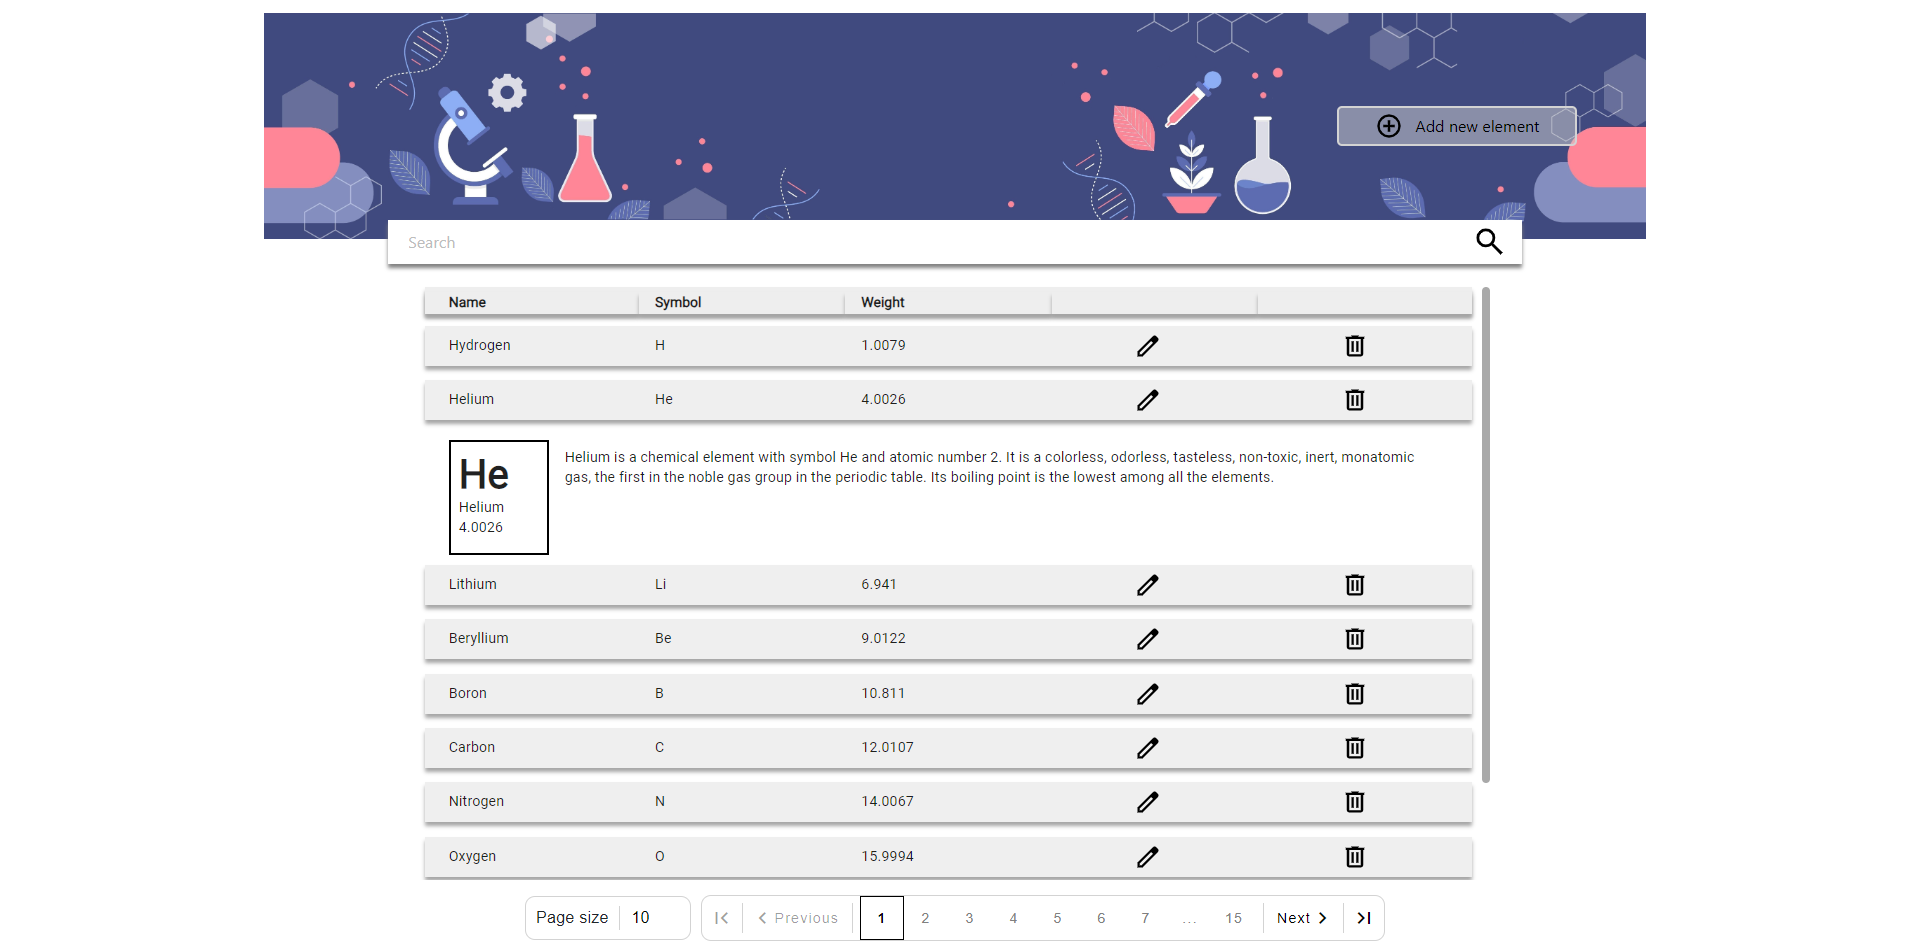 Add new element
Search
Name Symbol Weight
Hydrogen H 1.0079
Helium He 4.0026
He
Helium
4.0026
Helium is a chemical element with symbol He and atomic number 2. It is a colorless, odorless, tasteless, non-toxic, inert, monatomic
gas, the first in the noble gas group in the periodic table. Its boiling point is the lowest among all the elements.
Lithium Li 6.941
Beryllium Be 9.0122
Boron B 10.811
Carbon C 12.0107
Nitrogen N 14.0067
Oxygen O 15.9994
Page size 10 Previous 1 2 3 4 5 6 7 ... 15 Next